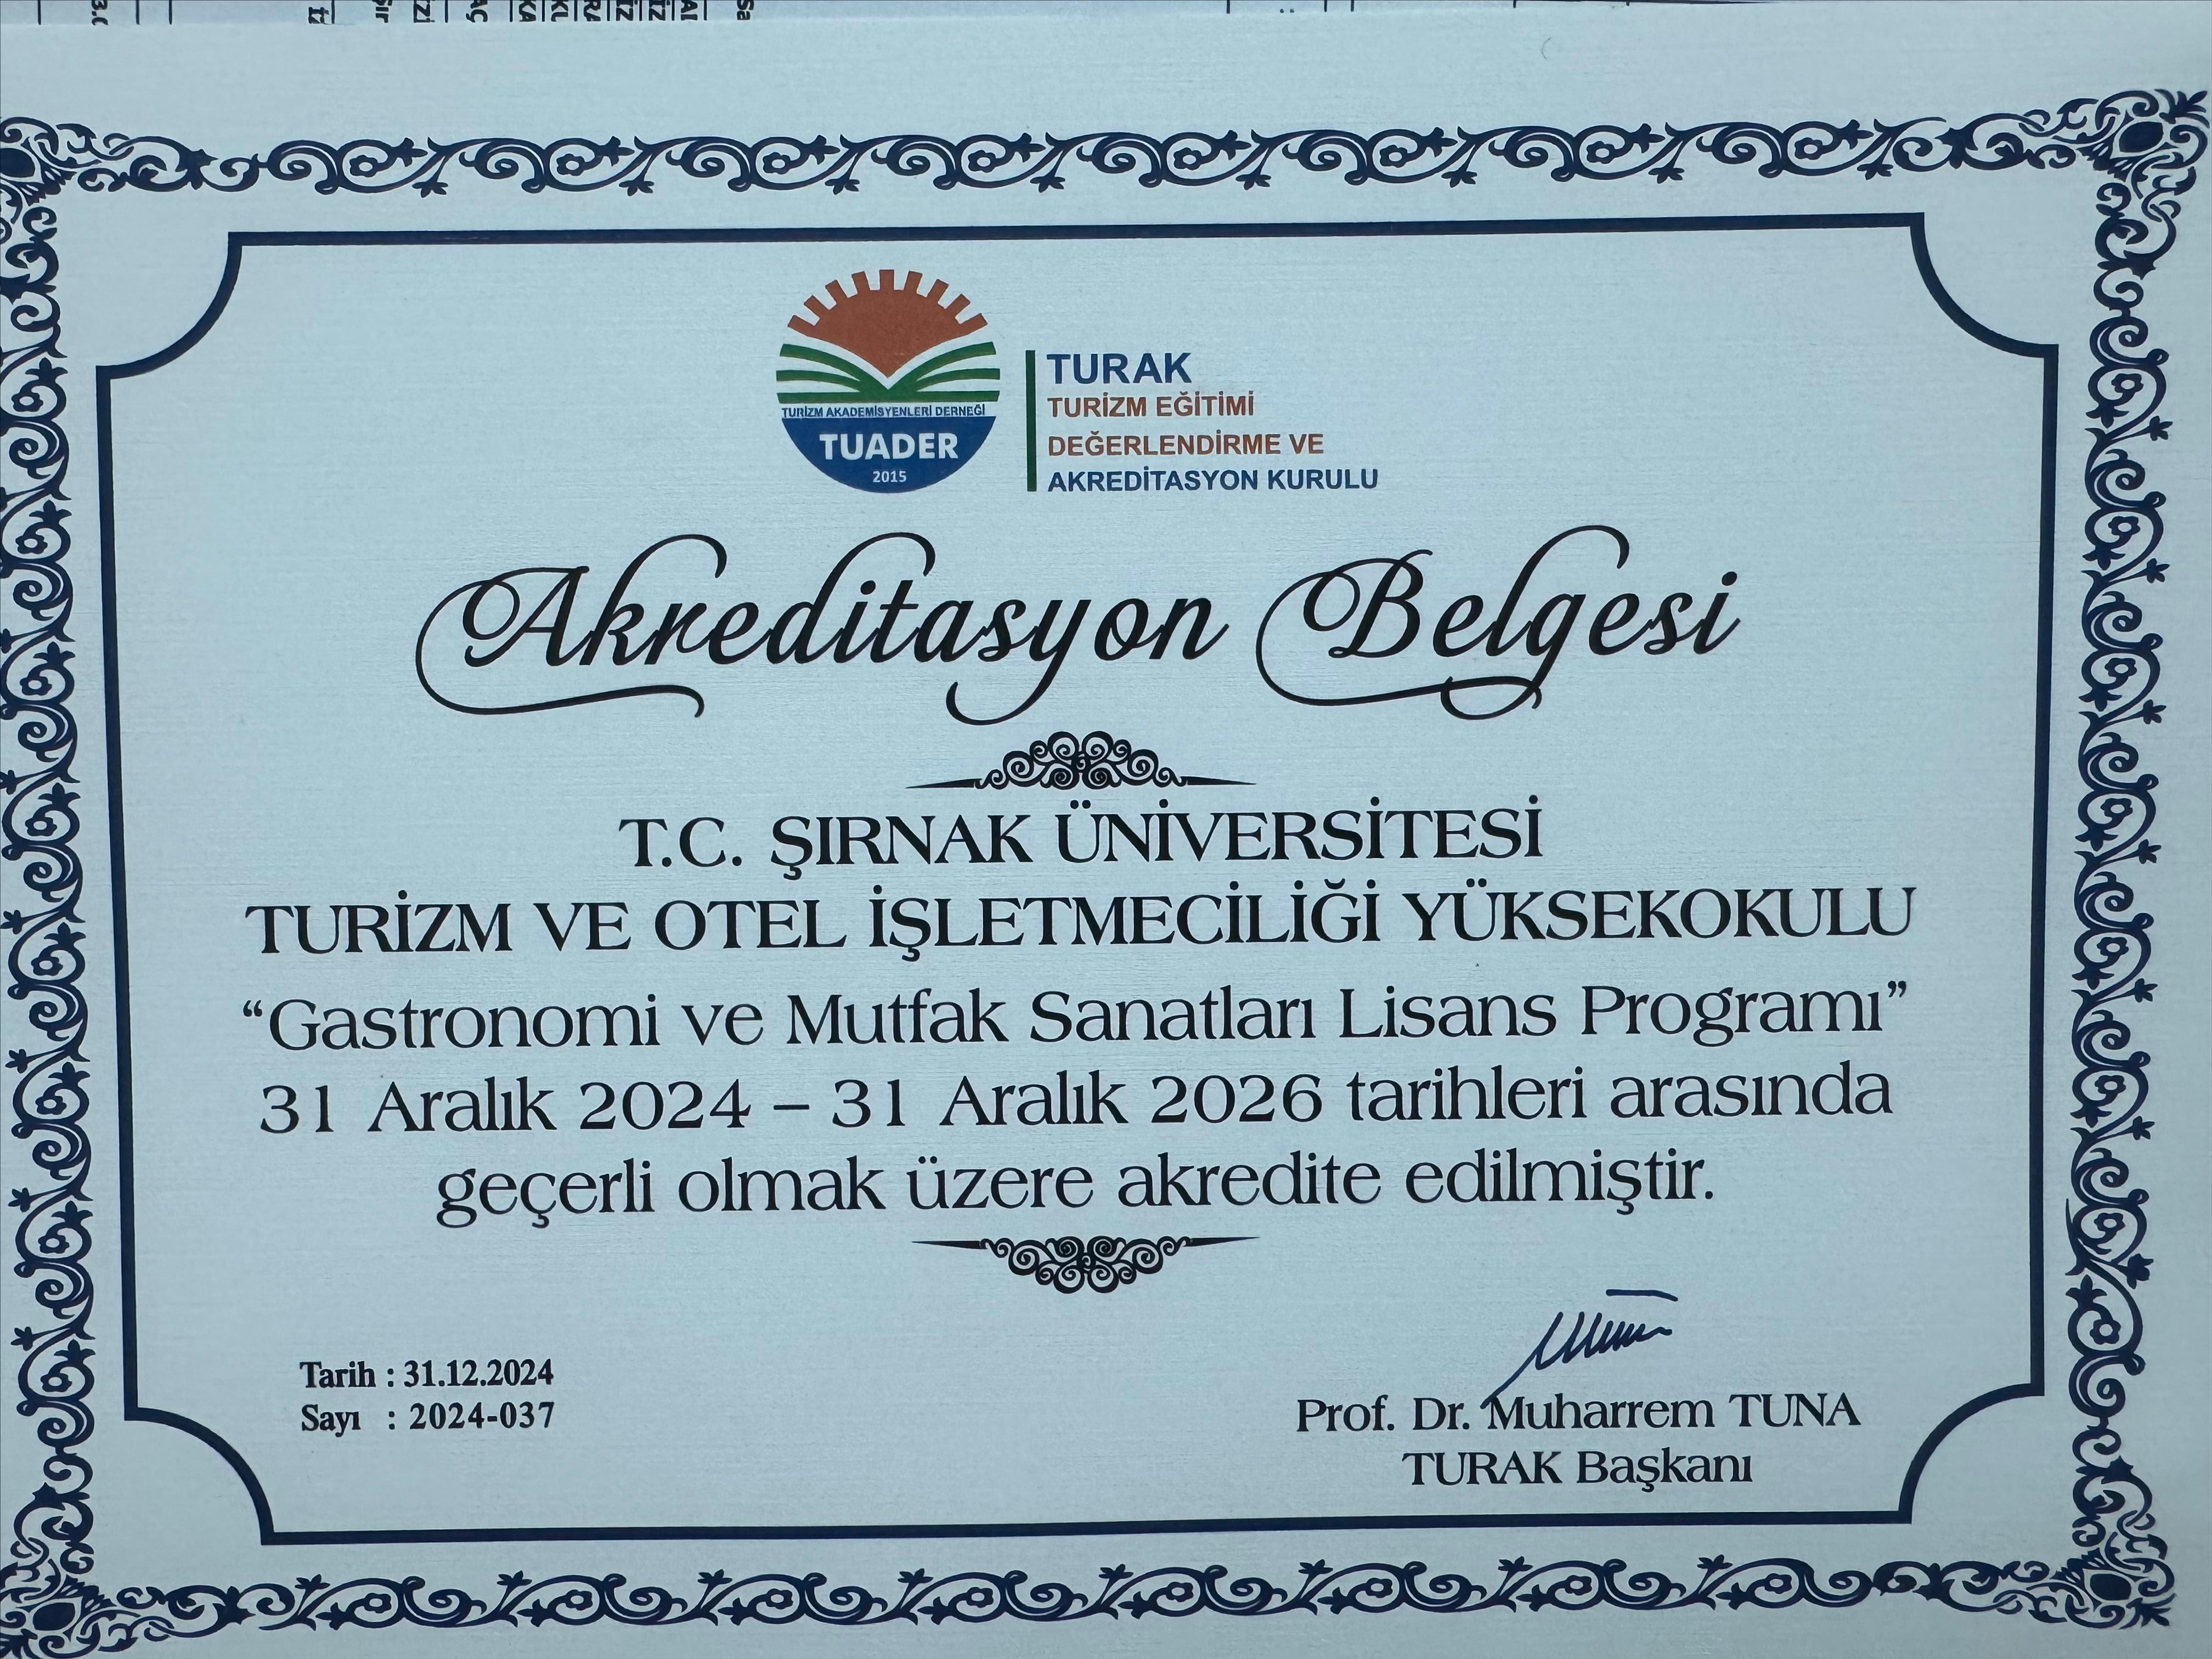 TURİZM AKADEMİSYENLERİ DERNEĞİ
TUADER
2015
TURAK
TURİZM EĞİTİMİ
DEĞERLENDİRME VE
AKREDİTASYON KURULU
Akreditasyon Belgesi
T.C. ŞIRNAK ÜNİVERSİTESİ
TURİZM VE OTEL İŞLETMECİLİĞİ YÜKSEKOKULU
“Gastronomi ve Mutfak Sanatları Lisans Programı”
31 Aralık 2024 – 31 Aralık 2026 tarihleri arasında
geçerli olmak üzere akredite edilmiştir.
Tarih : 31.12.2024
Sayı : 2024-037
Prof. Dr. Muharrem TUNA
TURAK Başkanı